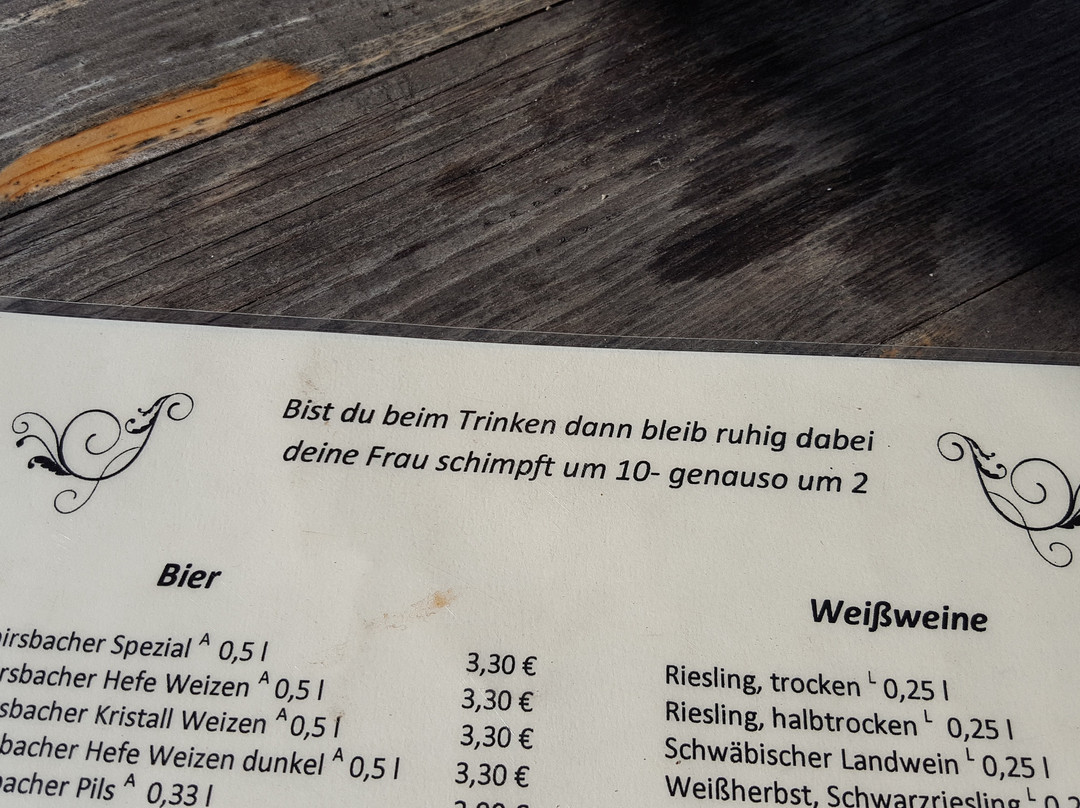 Bist du beim Trinken dann bleib ruhig dabei
deine Frau schimpft um 10- genauso um 2
Bier
irsbacher Spezial A 0,5 l 3,30 €
rsbacher Hefe Weizen A 0,5 l 3,30 €
sbacher Kristall Weizen A 0,5 l 3,30 €
bacher Hefe Weizen dunkel A 0,5 l 3,30 €
bacher Pils A 0,33 l
Weißweine
Riesling, trocken L 0,25 l
Riesling, halbtrocken L 0,25 l
Schwäbischer Landwein L 0,25 l
Weißherbst, Schwarzriesling L